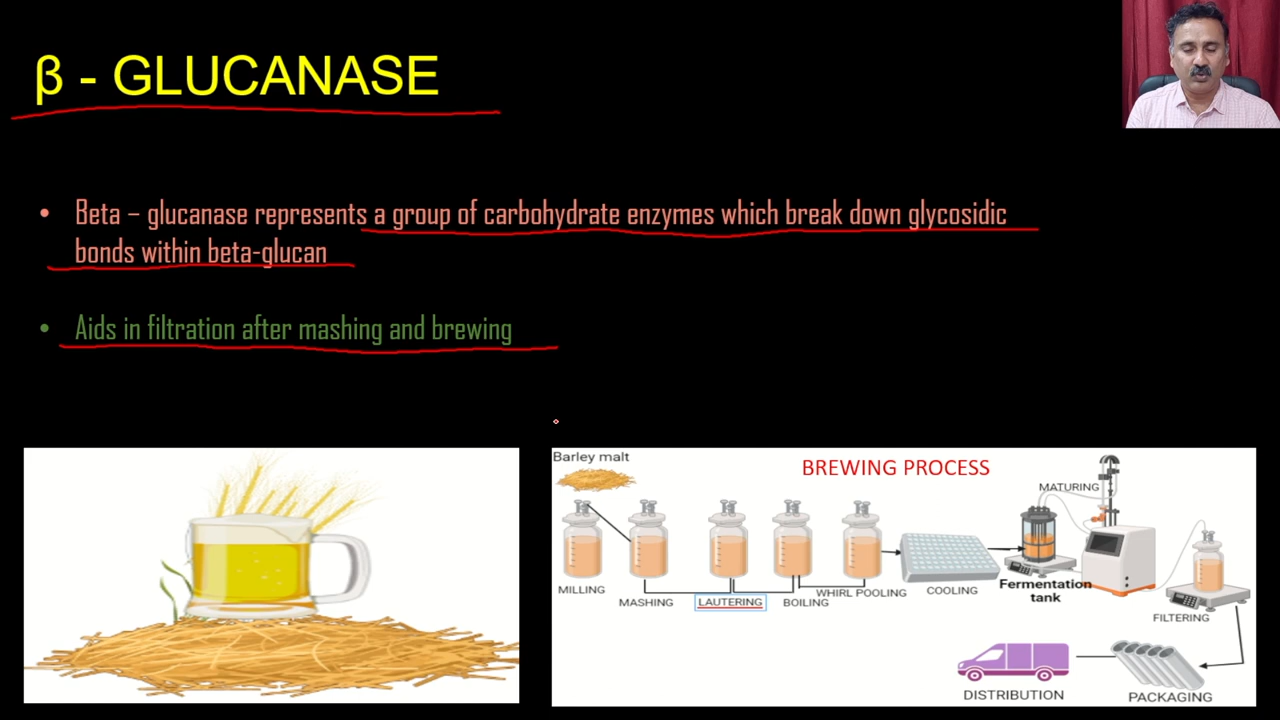 β - GLUCANASE
• Beta – glucanase represents a group of carbohydrate enzymes which break down glycosidic
bonds within beta-glucan
• Aids in filtration after mashing and brewing
Barley malt
BREWING PROCESS
MATURING
MILLING
MASHING
LAUTERING
BOILING
WHIRL POOLING
COOLING
Fermentation
tank
FILTERING
DISTRIBUTION
PACKAGING